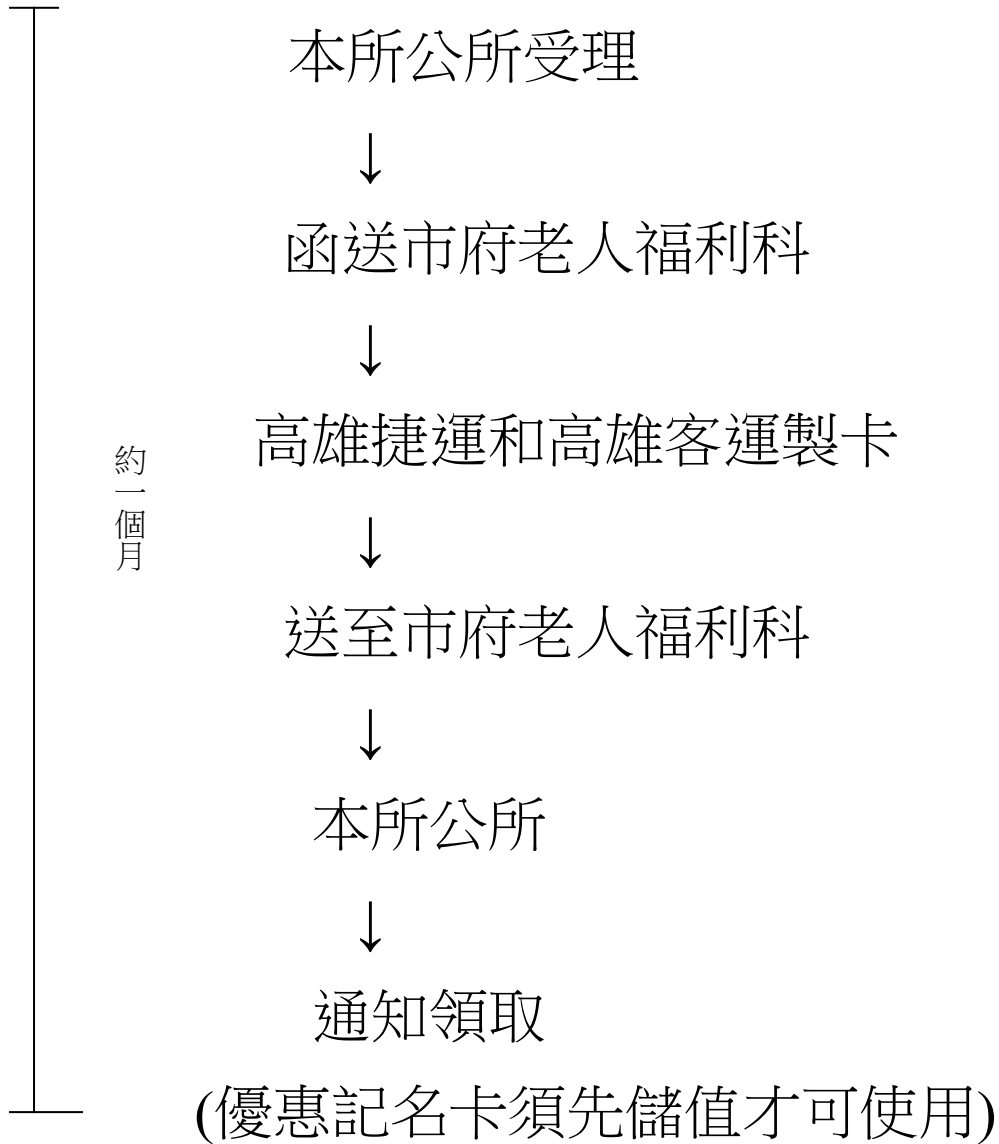 本所公所受理
↓
函送市府老人福利科
↓
高雄捷運和高雄客運製卡
↓
送至市府老人福利科
↓
本所公所
↓
通知領取
(優惠記名卡須先儲值才可使用)
約一個月